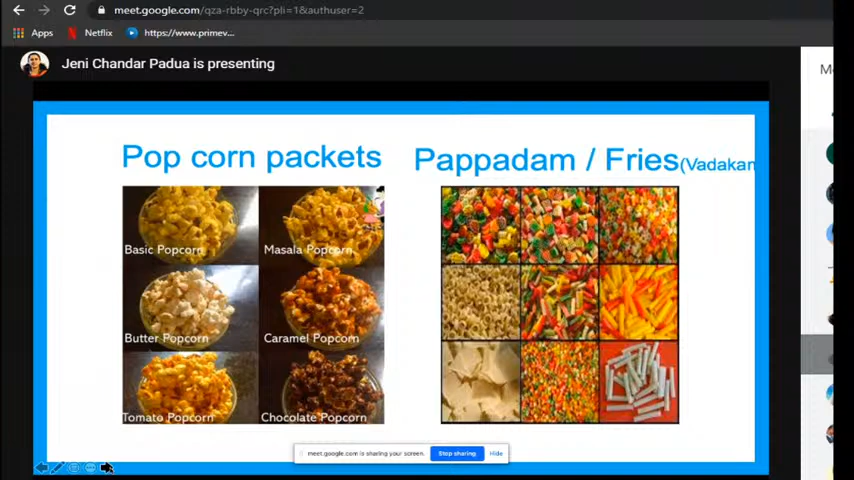 meet.google.com/qza-rbby-qrc?pli=1&authuser=2
Apps Netflix https://www.primev...
Jeni Chandar Padua is presenting
Pop corn packets
Pappadam / Fries(Vadakam
Basic Popcorn
Masala Popcorn
Butter Popcorn
Caramel Popcorn
Tomato Popcorn
Chocolate Popcorn
meet.google.com is sharing your screen. Stop sharing Hide